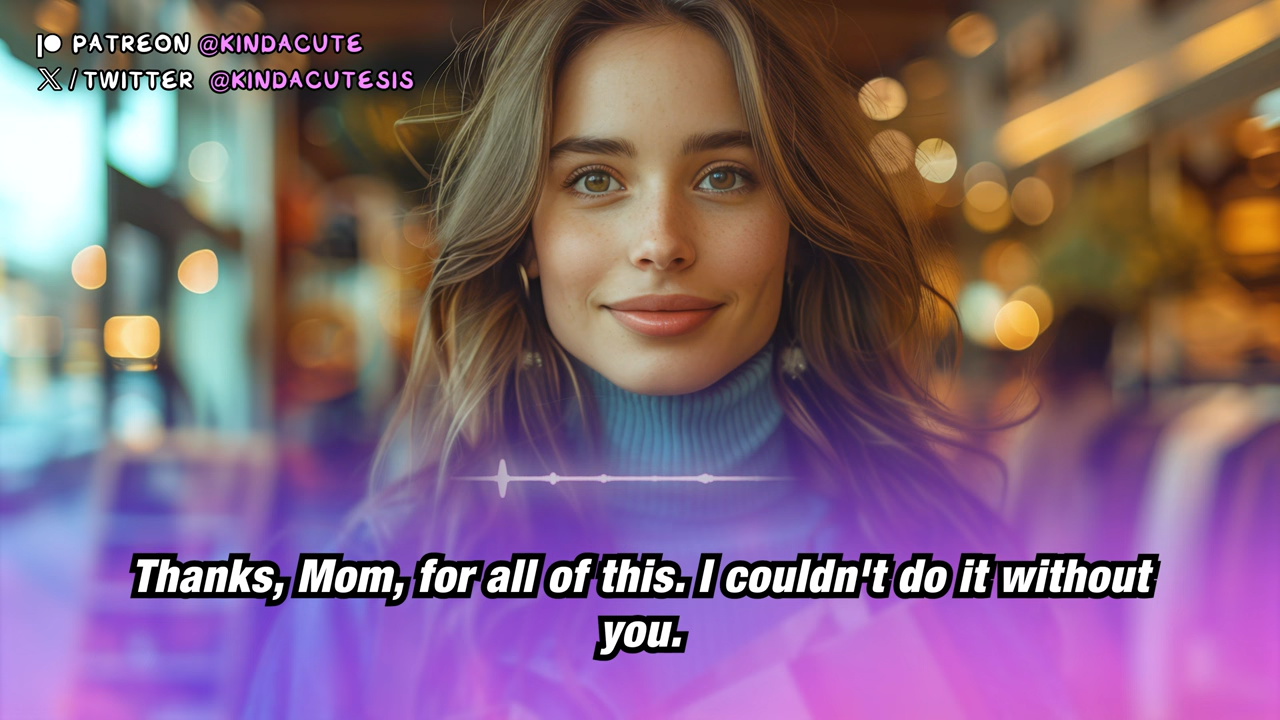 PATREON @KINDACUTE
X/TWITTER @KINDACUTESIS
Thanks, Mom, for all of this. I couldn't do it without
you.